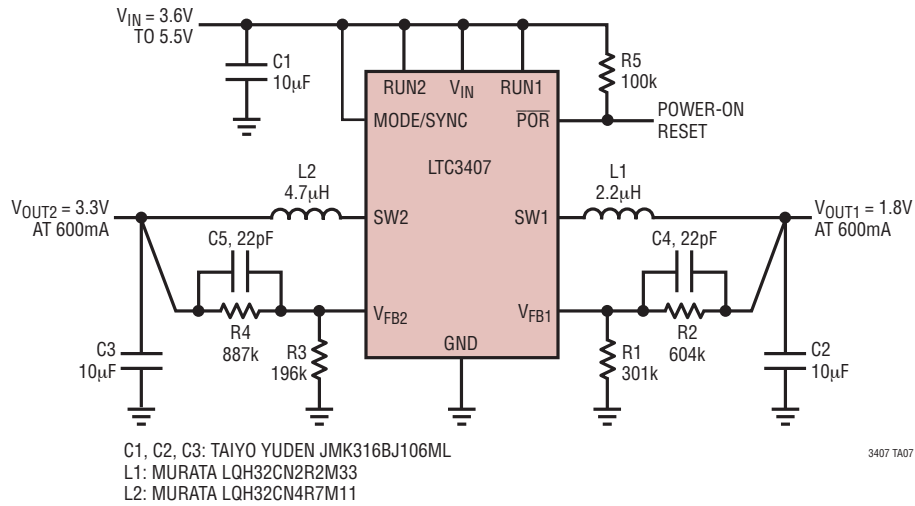 V_IN = 3.6V
TO 5.5V
C1
10µF
R5
100k
RUN2 V_IN RUN1
MODE/SYNC
POR
POWER-ON
RESET
LTC3407
L2
4.7µH
L1
2.2µH
V_OUT2 = 3.3V
AT 600mA
SW2
SW1
V_OUT1 = 1.8V
AT 600mA
C5, 22pF
C4, 22pF
V_FB2
V_FB1
R4
887k
R2
604k
GND
C3
10µF
R3
196k
R1
301k
C2
10µF
C1, C2, C3: TAIYO YUDEN JMK316BJ106ML
L1: MURATA LQH32CN2R2M33
L2: MURATA LQH32CN4R7M11
3407 TA07